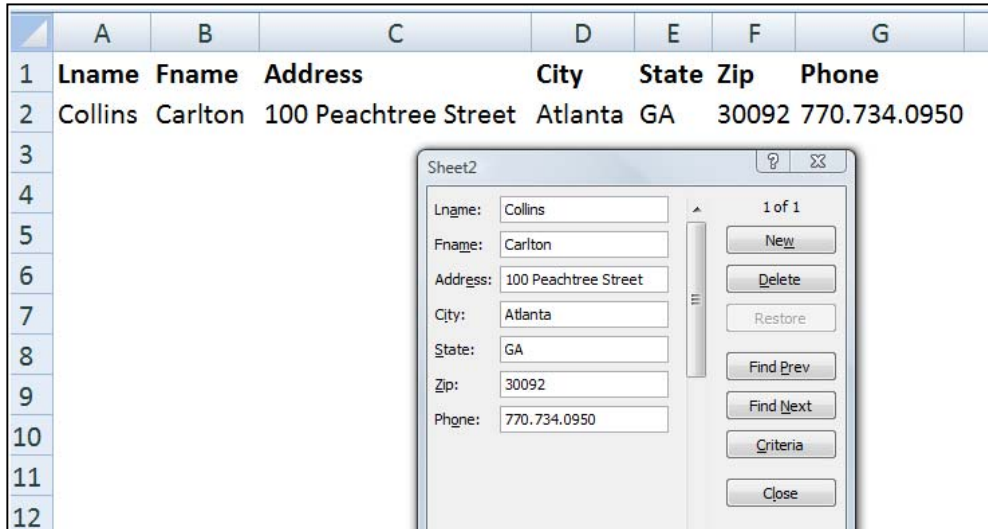 A B C D E F G
1 Lname Fname Address City State Zip Phone
2 Collins Carlton 100 Peachtree Street Atlanta GA 30092 770.734.0950
3
4
5
6
7
8
9
10
11
12
Sheet2 ?
Lname: Collins
Fname: Carlton
Address: 100 Peachtree Street
City: Atlanta
State: GA
Zip: 30092
Phone: 770.734.0950
1 of 1
New
Delete
Restore
Find Prev
Find Next
Criteria
Close